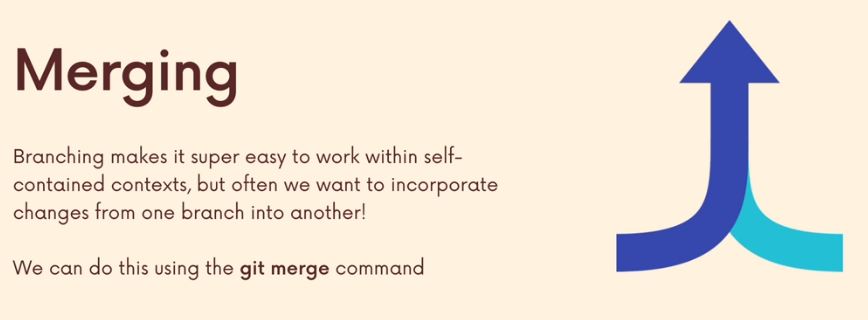 Merging
Branching makes it super easy to work within self-
contained contexts, but often we want to incorporate
changes from one branch into another!
We can do this using the git merge command